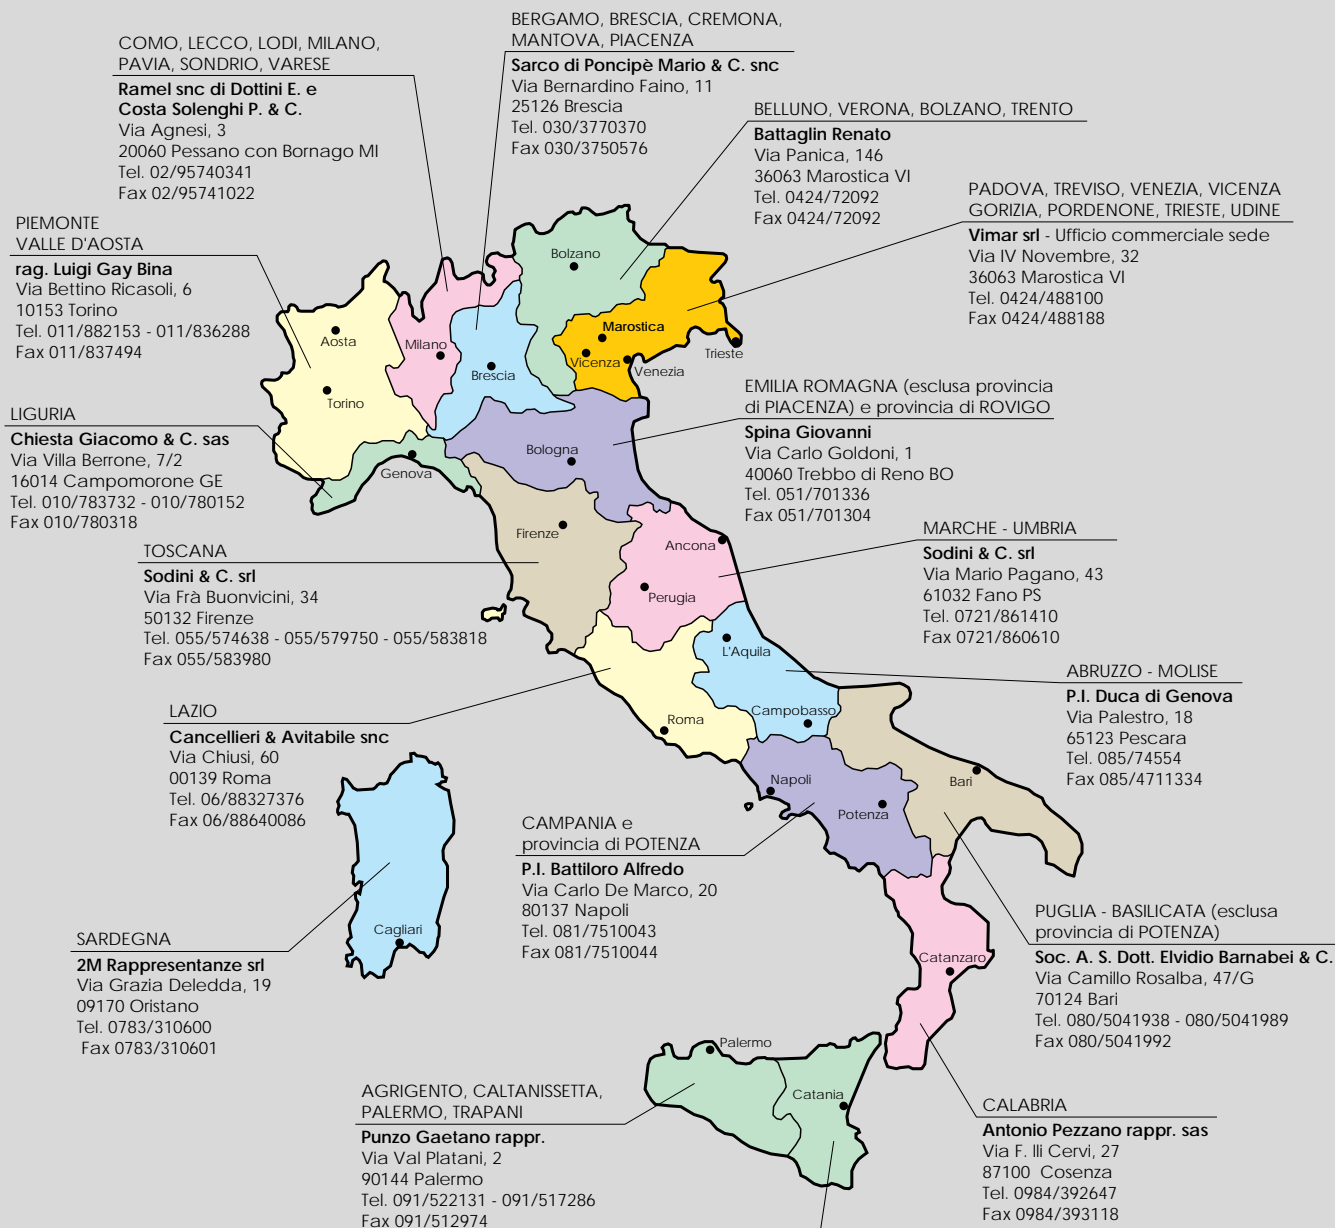 BERGAMO, BRESCIA, CREMONA,
MANTOVA, PIACENZA
Sarco di Poncipè Mario & C. snc
Via Bernardino Faino, 11
25126 Brescia
Tel. 030/3770370
Fax 030/3750576
COMO, LECCO, LODI, MILANO,
PAVIA, SONDRIO, VARESE
Ramel snc di Dottini E. e
Costa Solenghi P. & C.
Via Agnesi, 3
20060 Pessano con Bornago MI
Tel. 02/95740341
Fax 02/95741022
BELLUNO, VERONA, BOLZANO, TRENTO
Battaglin Renato
Via Panica, 146
36063 Marostica VI
Tel. 0424/72092
Fax 0424/72092
PADOVA, TREVISO, VENEZIA, VICENZA
GORIZIA, PORDENONE, TRIESTE, UDINE
Vimar srl - Ufficio commerciale sede
Via IV Novembre, 32
36063 Marostica VI
Tel. 0424/488100
Fax 0424/488188
PIEMONTE
VALLE D'AOSTA
rag. Luigi Gay Bina
Via Bettino Ricasoli, 6
10153 Torino
Tel. 011/882153 - 011/836288
Fax 011/837494
LIGURIA
Chiesta Giacomo & C. sas
Via Villa Berrone, 7/2
16014 Campomorone GE
Tel. 010/783732 - 010/780152
Fax 010/780318
EMILIA ROMAGNA (esclusa provincia
di PIACENZA) e provincia di ROVIGO
Spina Giovanni
Via Carlo Goldoni, 1
40060 Trebbo di Reno BO
Tel. 051/701336
Fax 051/701304
TOSCANA
Sodini & C. srl
Via Frà Buonvicini, 34
50132 Firenze
Tel. 055/574638 - 055/579750 - 055/583818
Fax 055/583980
MARCHE - UMBRIA
Sodini & C. srl
Via Mario Pagano, 43
61032 Fano PS
Tel. 0721/861410
Fax 0721/860610
LAZIO
Cancellieri & Avitabile snc
Via Chiusi, 60
00139 Roma
Tel. 06/88327376
Fax 06/88640086
ABRUZZO - MOLISE
P.I. Duca di Genova
Via Palestro, 18
65123 Pescara
Tel. 085/74554
Fax 085/4711334
CAMPANIA e
provincia di POTENZA
P.I. Battiloro Alfredo
Via Carlo De Marco, 20
80137 Napoli
Tel. 081/7510043
Fax 081/7510044
SARDEGNA
2M Rappresentanze srl
Via Grazia Deledda, 19
09170 Oristano
Tel. 0783/310600
Fax 0783/310601
PUGLIA - BASILICATA (esclusa
provincia di POTENZA)
Soc. A. S. Dott. Elvidio Barnabei & C.
Via Camillo Rosalba, 47/G
70124 Bari
Tel. 080/5041938 - 080/5041989
Fax 080/5041992
AGRIGENTO, CALTANISSETTA,
PALERMO, TRAPANI
Punzo Gaetano rappr.
Via Val Platani, 2
90144 Palermo
Tel. 091/522131 - 091/517286
Fax 091/512974
CALABRIA
Antonio Pezzano rappr. sas
Via F. lli Cervi, 27
87100 Cosenza
Tel. 0984/392647
Fax 0984/393118
Bolzano
Aosta
Milano
Brescia
Marostica
Vicenza
Venezia
Trieste
Torino
Genova
Bologna
Firenze
Ancona
Perugia
L'Aquila
Roma
Campobasso
Napoli
Potenza
Bari
Cagliari
Catanzaro
Palermo
Catania